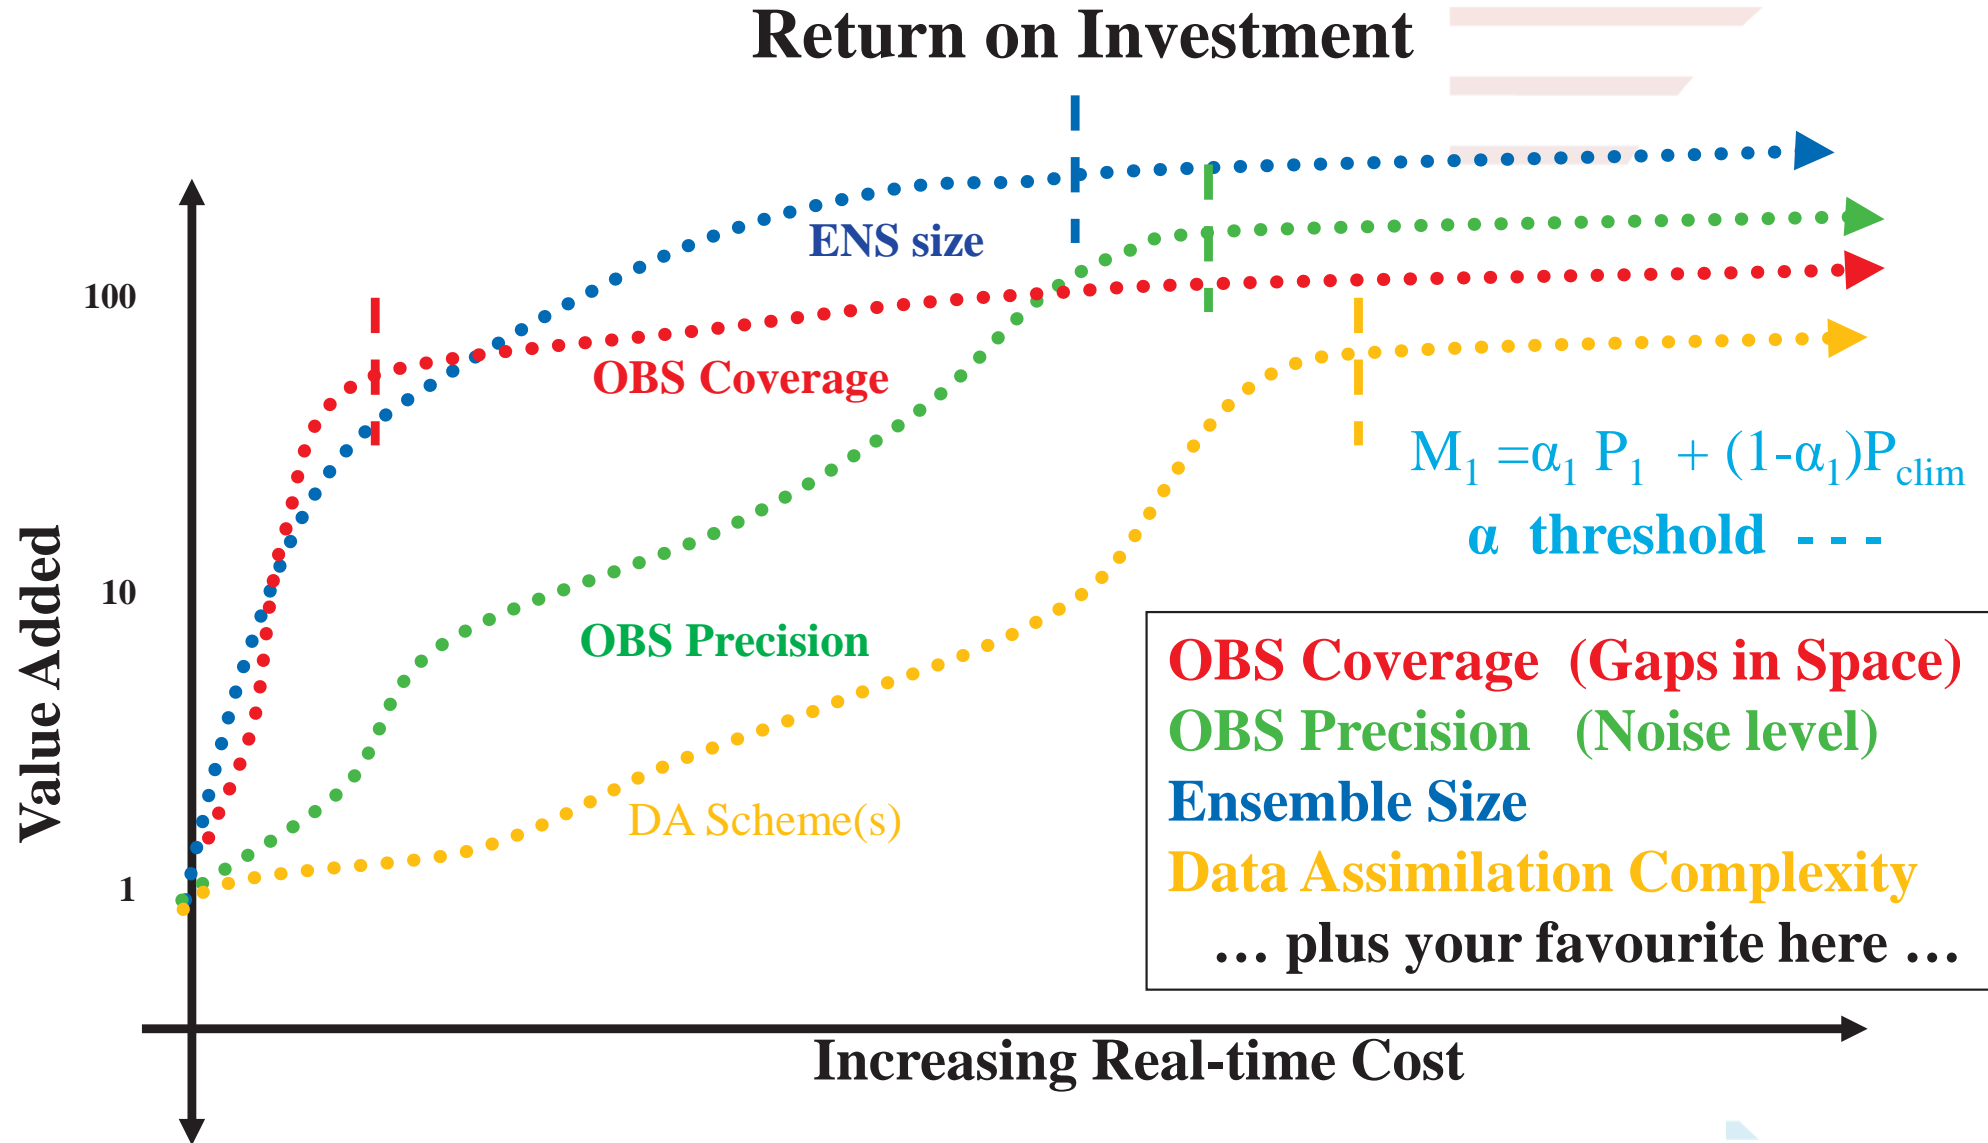 Return on Investment
ENS size
100
OBS Coverage
M₁ =α₁ P₁ + (1-α₁)P_clim
α threshold - - -
Value Added
10
OBS Precision
OBS Coverage (Gaps in Space)
OBS Precision (Noise level)
Ensemble Size
DA Scheme(s)
Data Assimilation Complexity
1
… plus your favourite here …
Increasing Real-time Cost